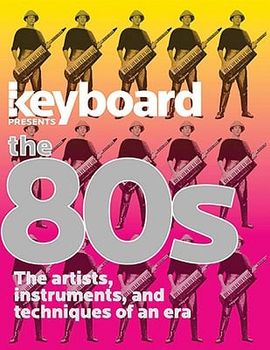 keyboard
PRESENTS
the
80s
The artists,
instruments, and
techniques of an era